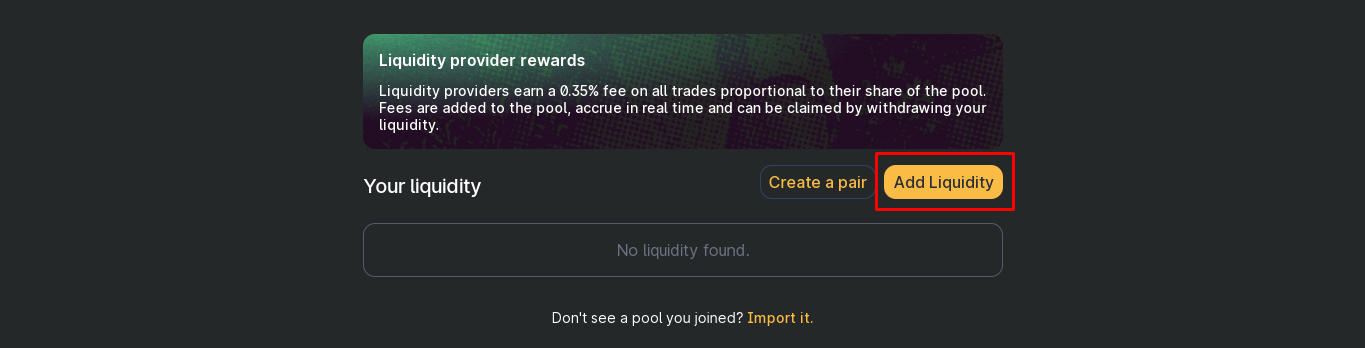 Liquidity provider rewards
Liquidity providers earn a 0.35% fee on all trades proportional to their share of the pool.
Fees are added to the pool, accrue in real time and can be claimed by withdrawing your
liquidity.
Your liquidity
Create a pair
Add Liquidity
No liquidity found.
Don't see a pool you joined? Import it.